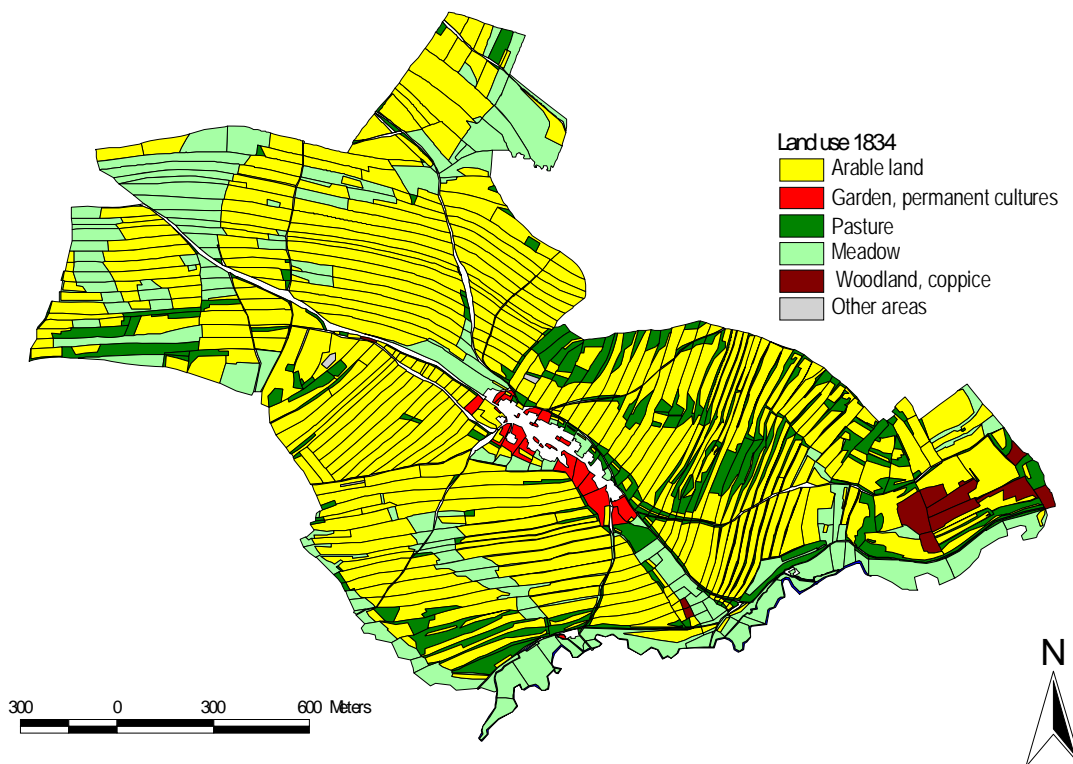 Land use 1834
Arable land
Garden, permanent cultures
Pasture
Meadow
Woodland, coppice
Other areas
N
300 0 300 600 Meters